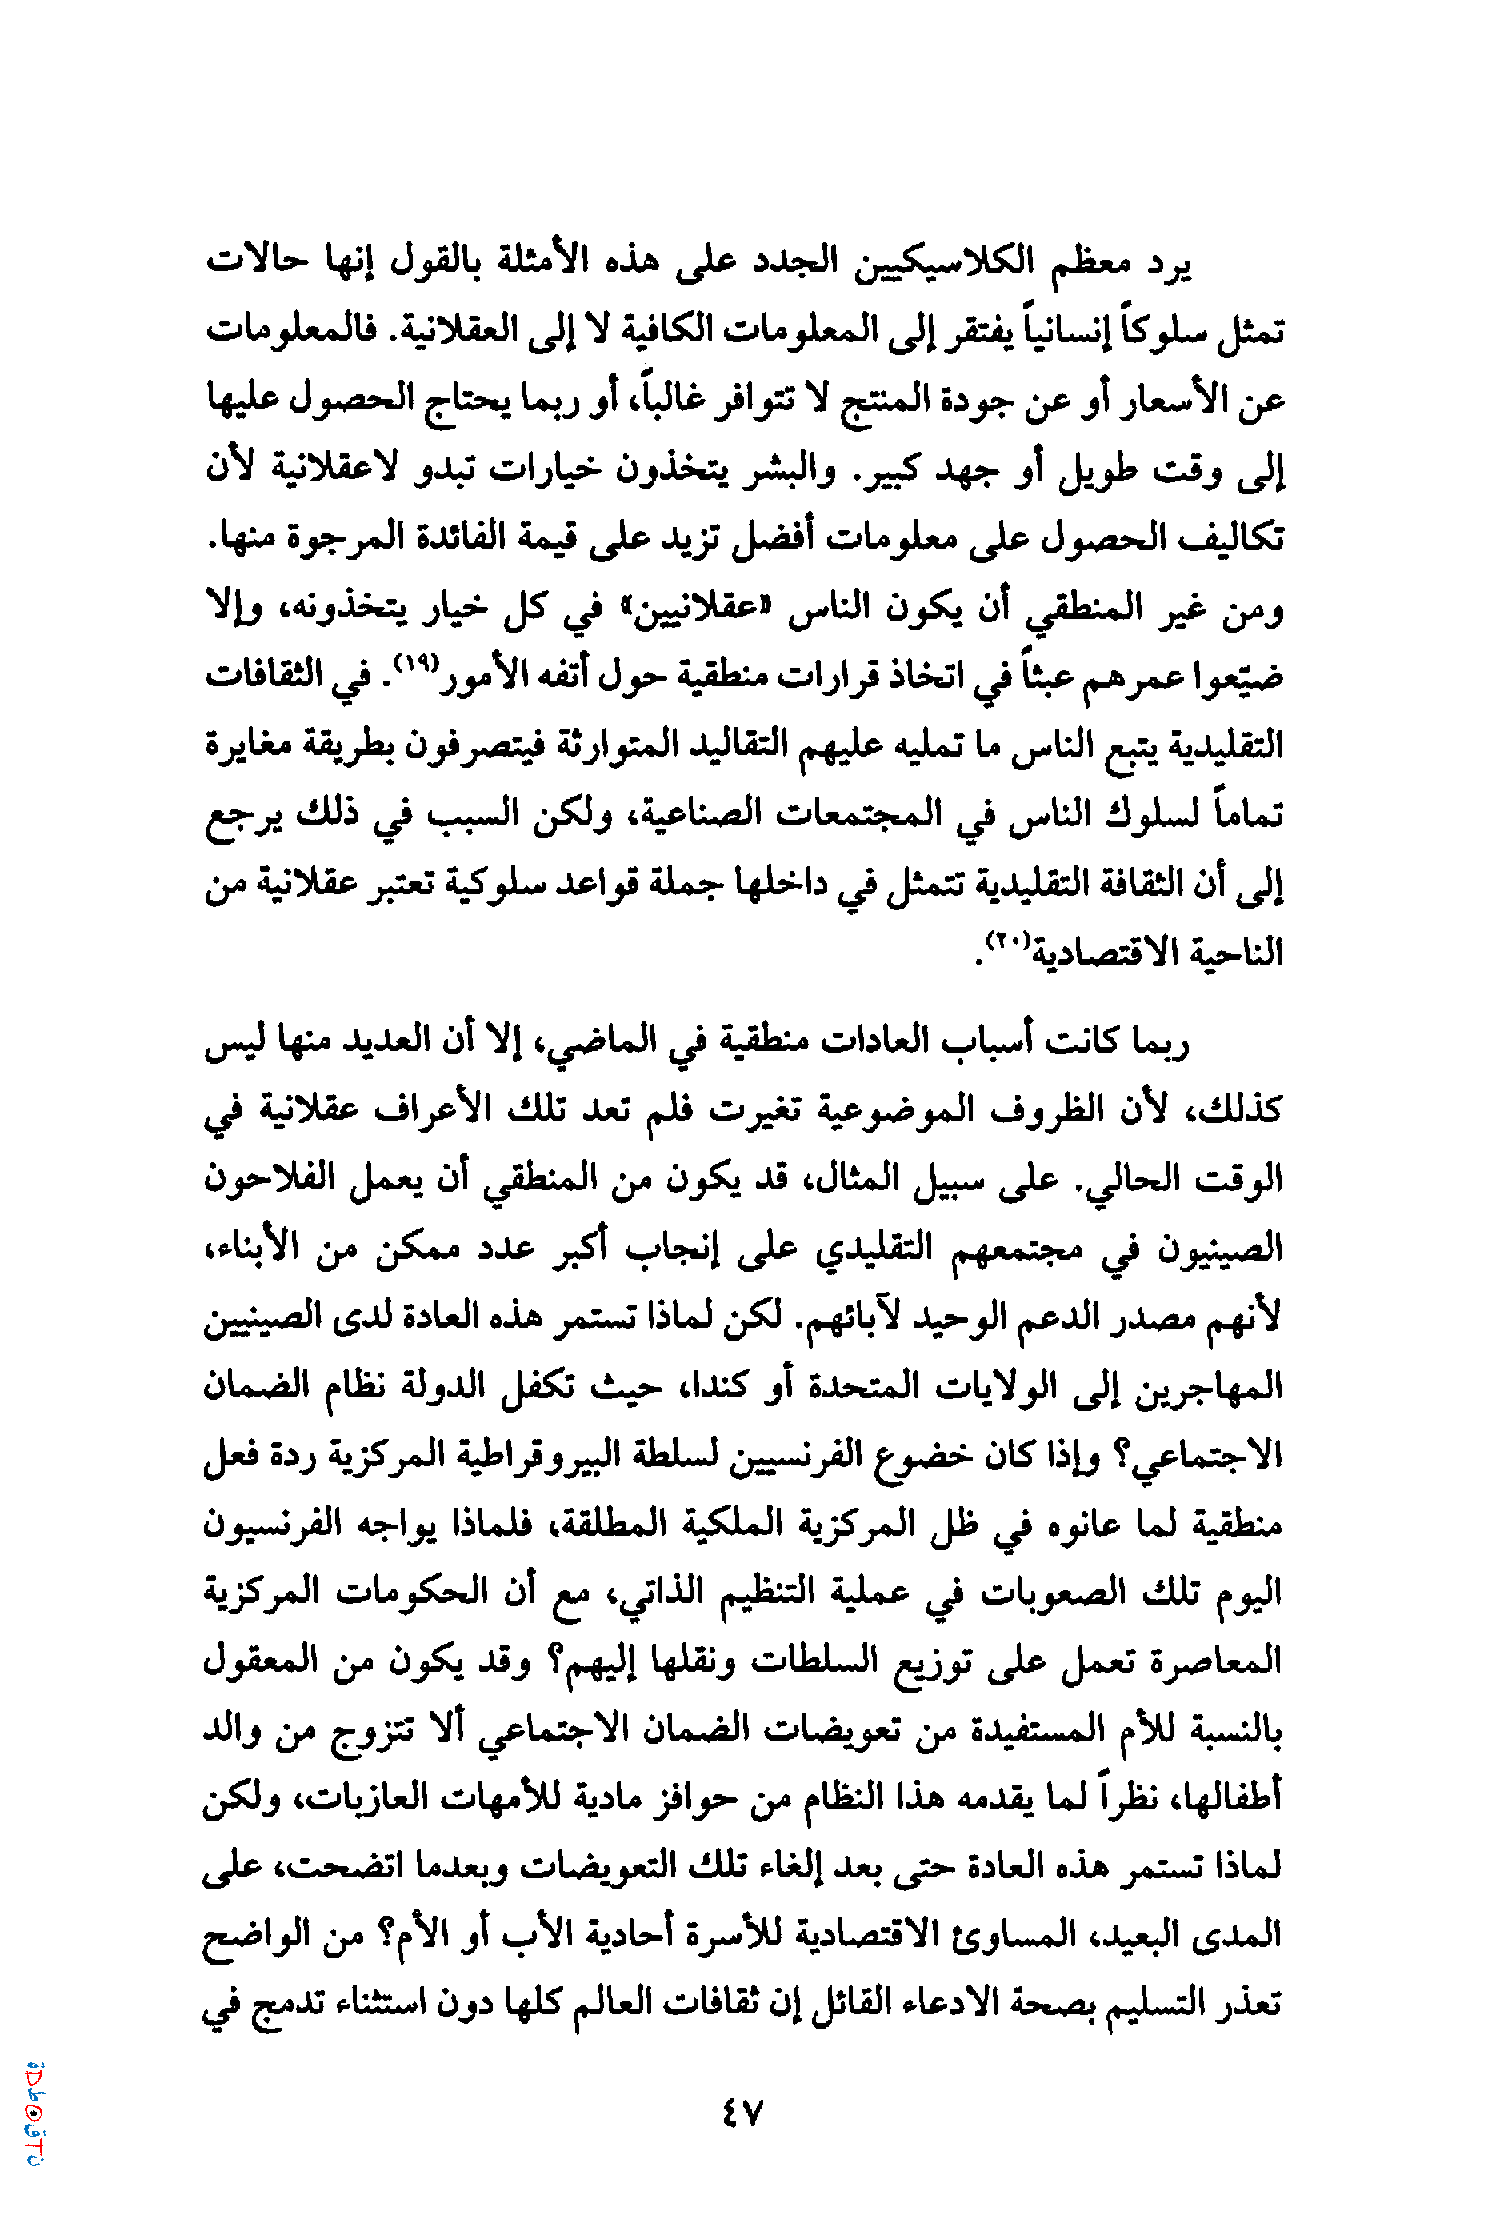 يرد معظم الكلاسيكيين الجدد على هذه الأمثلة بالقول إنها حالات
تمثل سلوكاً إنسانياً يفتقر إلى المعلومات الكافية لا إلى العقلانية. فالمعلومات
عن الأسعار أو عن جودة المنتج لا تتوافر غالباً، أو ربما يحتاج الحصول عليها
إلى وقت طويل أو جهد كبير. والبشر يتخذون خيارات تبدو لاعقلانية لأن
تكاليف الحصول على معلومات أفضل تزيد على قيمة الفائدة المرجوة منها.
ومن غير المنطقي أن يكون الناس «عقلانيين» في كل خيار يتخذونه، وإلا
ضيّعوا عمرهم عبثاً في اتخاذ قرارات منطقية حول أتفه الأمور(١٩). في الثقافات
التقليدية يتبع الناس ما تمليه عليهم التقاليد المتوارثة فيتصرفون بطريقة مغايرة
تماماً لسلوك الناس في المجتمعات الصناعية، ولكن السبب في ذلك يرجع
إلى أن الثقافة التقليدية تتمثل في داخلها جملة قواعد سلوكية تعتبر عقلانية من
الناحية الاقتصادية(٢٠).
ربما كانت أسباب العادات منطقية في الماضي، إلا أن العديد منها ليس
كذلك، لأن الظروف الموضوعية تغيرت فلم تعد تلك الأعراف عقلانية في
الوقت الحالي. على سبيل المثال، قد يكون من المنطقي أن يعمل الفلاحون
الصينيون في مجتمعهم التقليدي على إنجاب أكبر عدد ممكن من الأبناء،
لأنهم مصدر الدعم الوحيد لآبائهم. لكن لماذا تستمر هذه العادة لدى الصينيين
المهاجرين إلى الولايات المتحدة أو كندا، حيث تكفل الدولة نظام الضمان
الاجتماعي؟ وإذا كان خضوع الفرنسيين لسلطة البيروقراطية المركزية ردة فعل
منطقية لما عانوه في ظل المركزية الملكية المطلقة، فلماذا يواجه الفرنسيون
اليوم تلك الصعوبات في عملية التنظيم الذاتي، مع أن الحكومات المركزية
المعاصرة تعمل على توزيع السلطات ونقلها إليهم؟ وقد يكون من المعقول
بالنسبة للأم المستفيدة من تعويضات الضمان الاجتماعي ألا تتزوج من والد
أطفالها، نظراً لما يقدمه هذا النظام من حوافز مادية للأمهات العازبات، ولكن
لماذا تستمر هذه العادة حتى بعد إلغاء تلك التعويضات وبعدما اتضحت، على
المدى البعيد، المساوئ الاقتصادية للأسرة أحادية الأب أو الأم؟ من الواضح
تعذر التسليم بصحة الادعاء القائل إن ثقافات العالم كلها دون استثناء تدمج في
٤٧